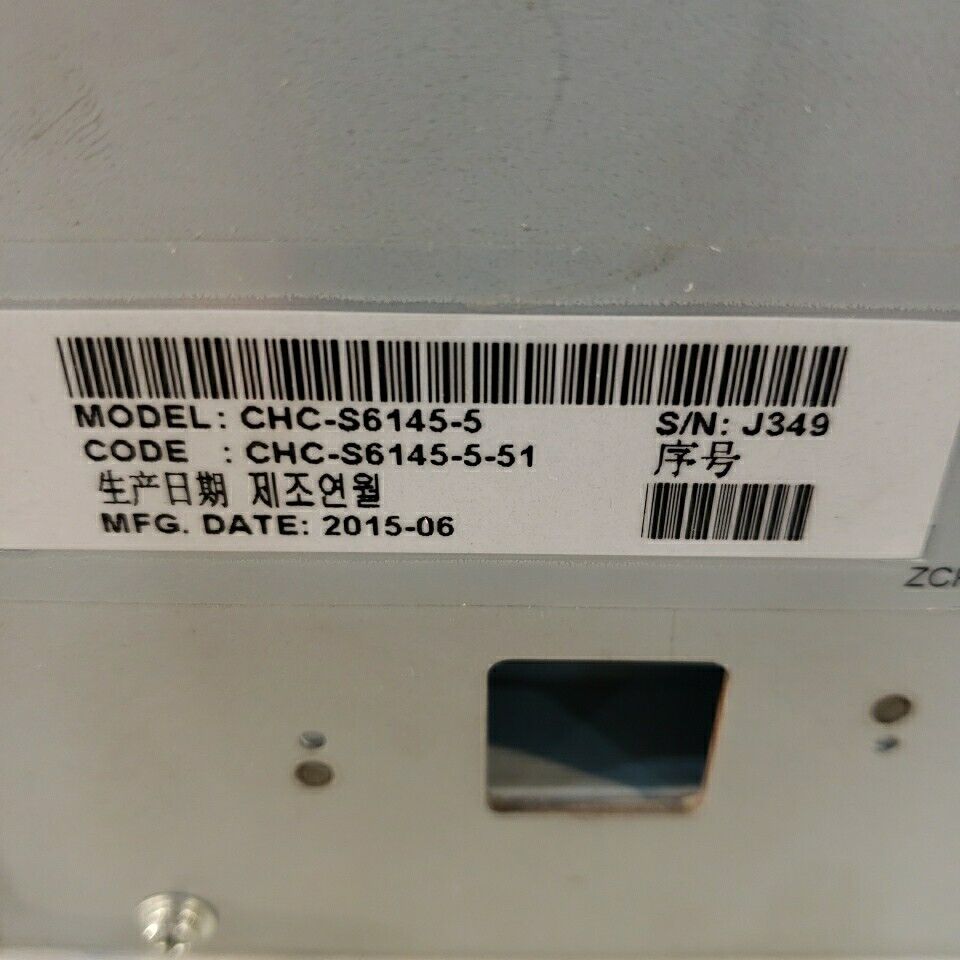 MODEL: CHC-S6145-5
CODE : CHC-S6145-5-51
生产日期 제조연월
MFG. DATE: 2015-06
S/N: J349
序号